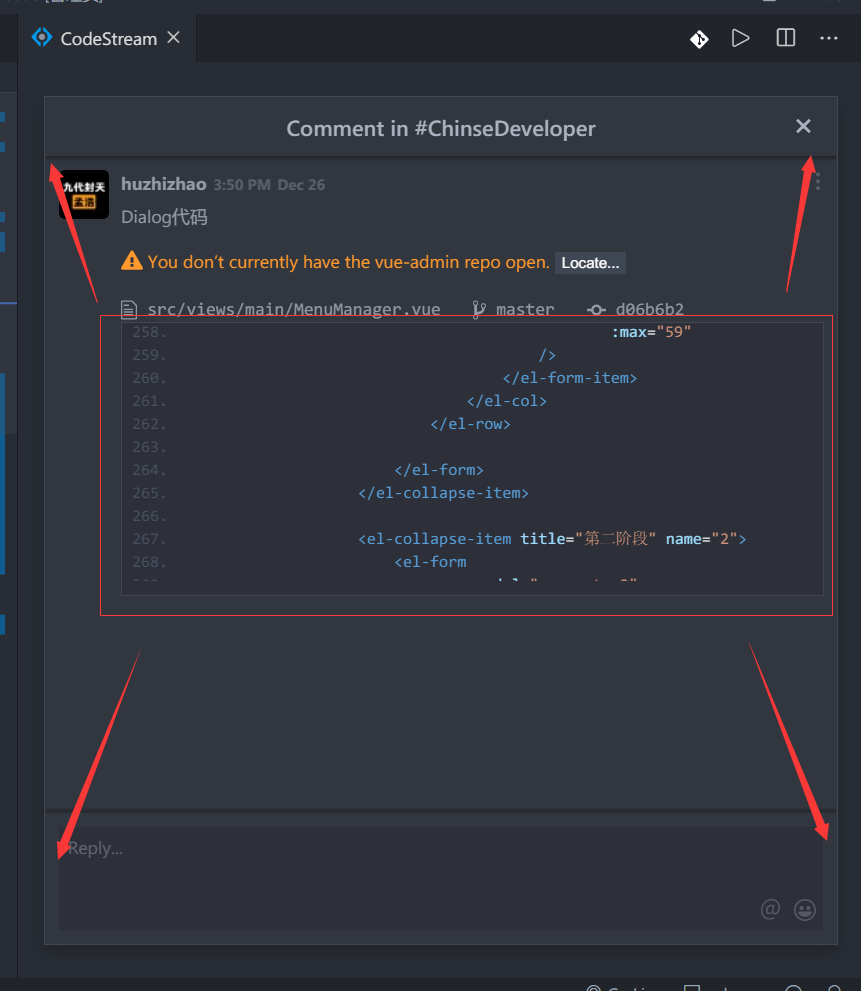 CodeStream
Comment in #ChinseDeveloper
九代封天
孟浩
huzhizhao 3:50 PM Dec 26
Dialog代码
You don’t currently have the vue-admin repo open. Locate...
src/views/main/MenuManager.vue master d06b6b2
258. :max="59"
259. />
260. </el-form-item>
261. </el-col>
262. </el-row>
263.
264. </el-form>
265. </el-collapse-item>
266.
267. <el-collapse-item title="第二阶段" name="2">
268. <el-form
Reply...
@